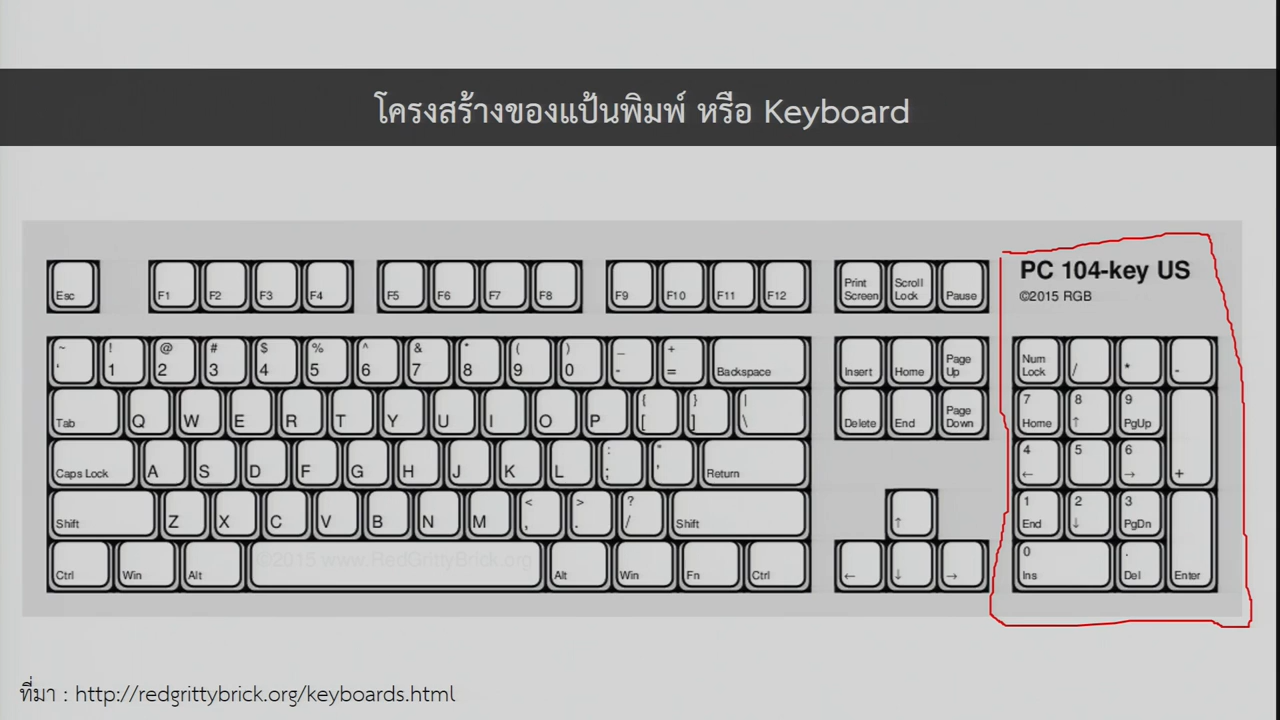 โครงสร้างของแป้นพิมพ์ หรือ Keyboard
PC 104-key US
©2015 RGB
Esc F1 F2 F3 F4 F5 F6 F7 F8 F9 F10 F11 F12 Print Screen Scroll Lock Pause
~ ` ! 1 @ 2 # 3 $ 4 % 5 ^ 6 & 7 * 8 ( 9 ) 0 _ - + = Backspace Insert Home Page Up Num Lock / * -
Tab Q W E R T Y U I O P { [ } ] | \ Delete End Page Down 7 Home 8 ↑ 9 PgUp
Caps Lock A S D F G H J K L : ; " ' Return 4 ← 5 6 → +
Shift Z X C V B N M < , > . ? / Shift ↑ 1 End 2 ↓ 3 PgDn
Ctrl Win Alt ©2015 www.RedGrittyBrick.org Alt Win Fn Ctrl ← ↓ → 0 Ins . Del Enter
ที่มา : http://redgrittybrick.org/keyboards.html